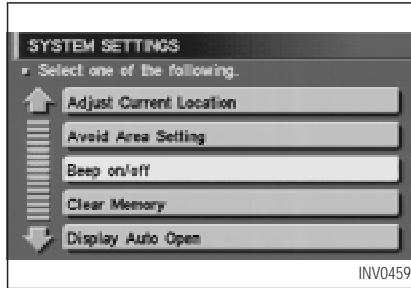 SYSTEM SETTINGS
Select one of the following.
Adjust Current Location
Avoid Area Setting
Beep on/off
Clear Memory
Display Auto Open
INV0459